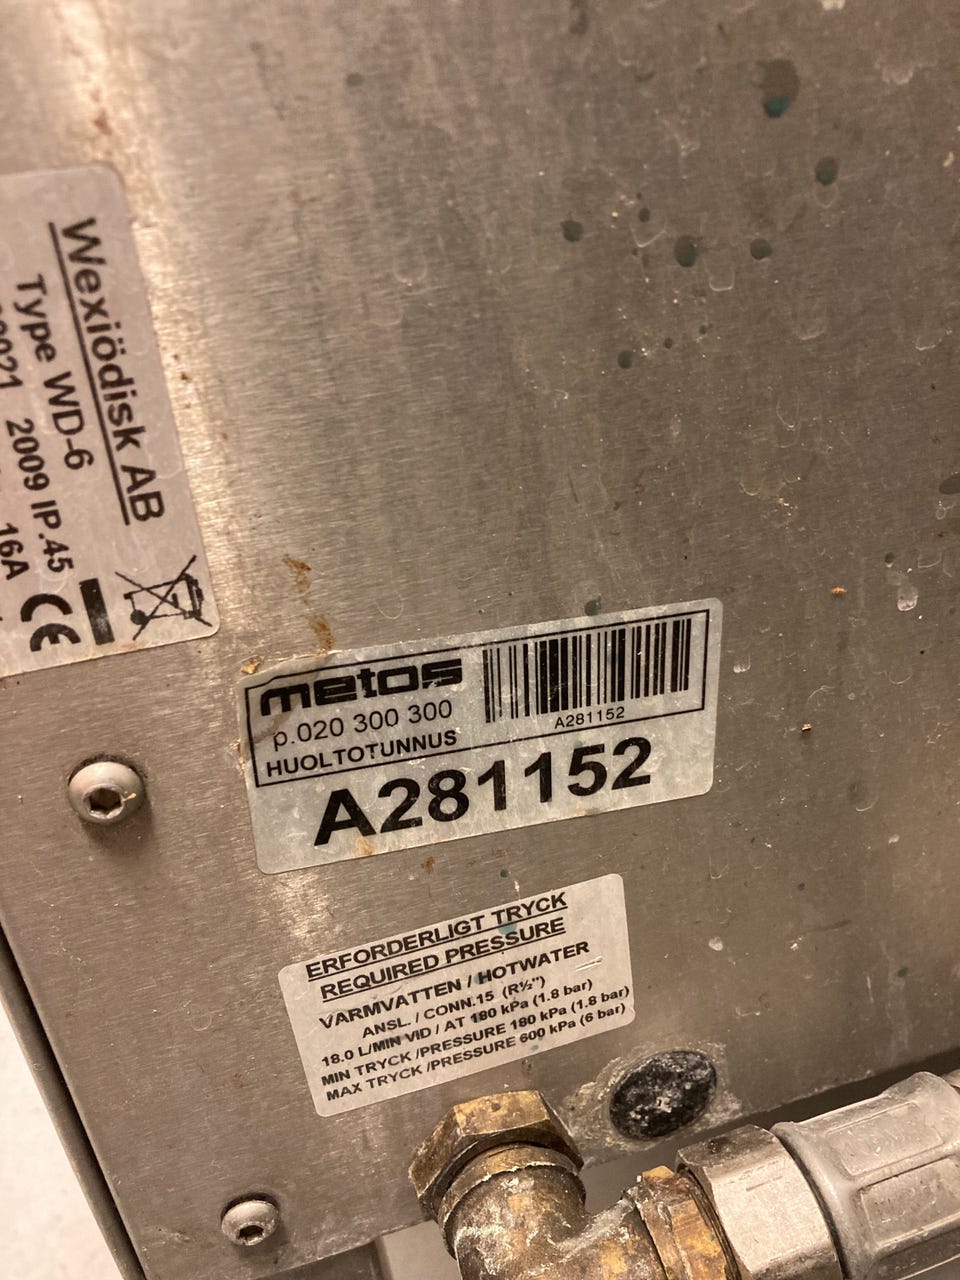 Wexiödisk AB
Type WD-6
2009 IP.45
16A
CE
metos
p.020 300 300
HUOLTOTUNNUS
A281152
A281152
ERFORDERLIGT TRYCK
REQUIRED PRESSURE
VARMVATTEN / HOTWATER
ANSL. / CONN.15 (R½")
18.0 L/MIN VID / AT 180 kPa (1.8 bar)
MIN TRYCK /PRESSURE 180 kPa (1.8 bar)
MAX TRYCK /PRESSURE 600 kPa (6 bar)